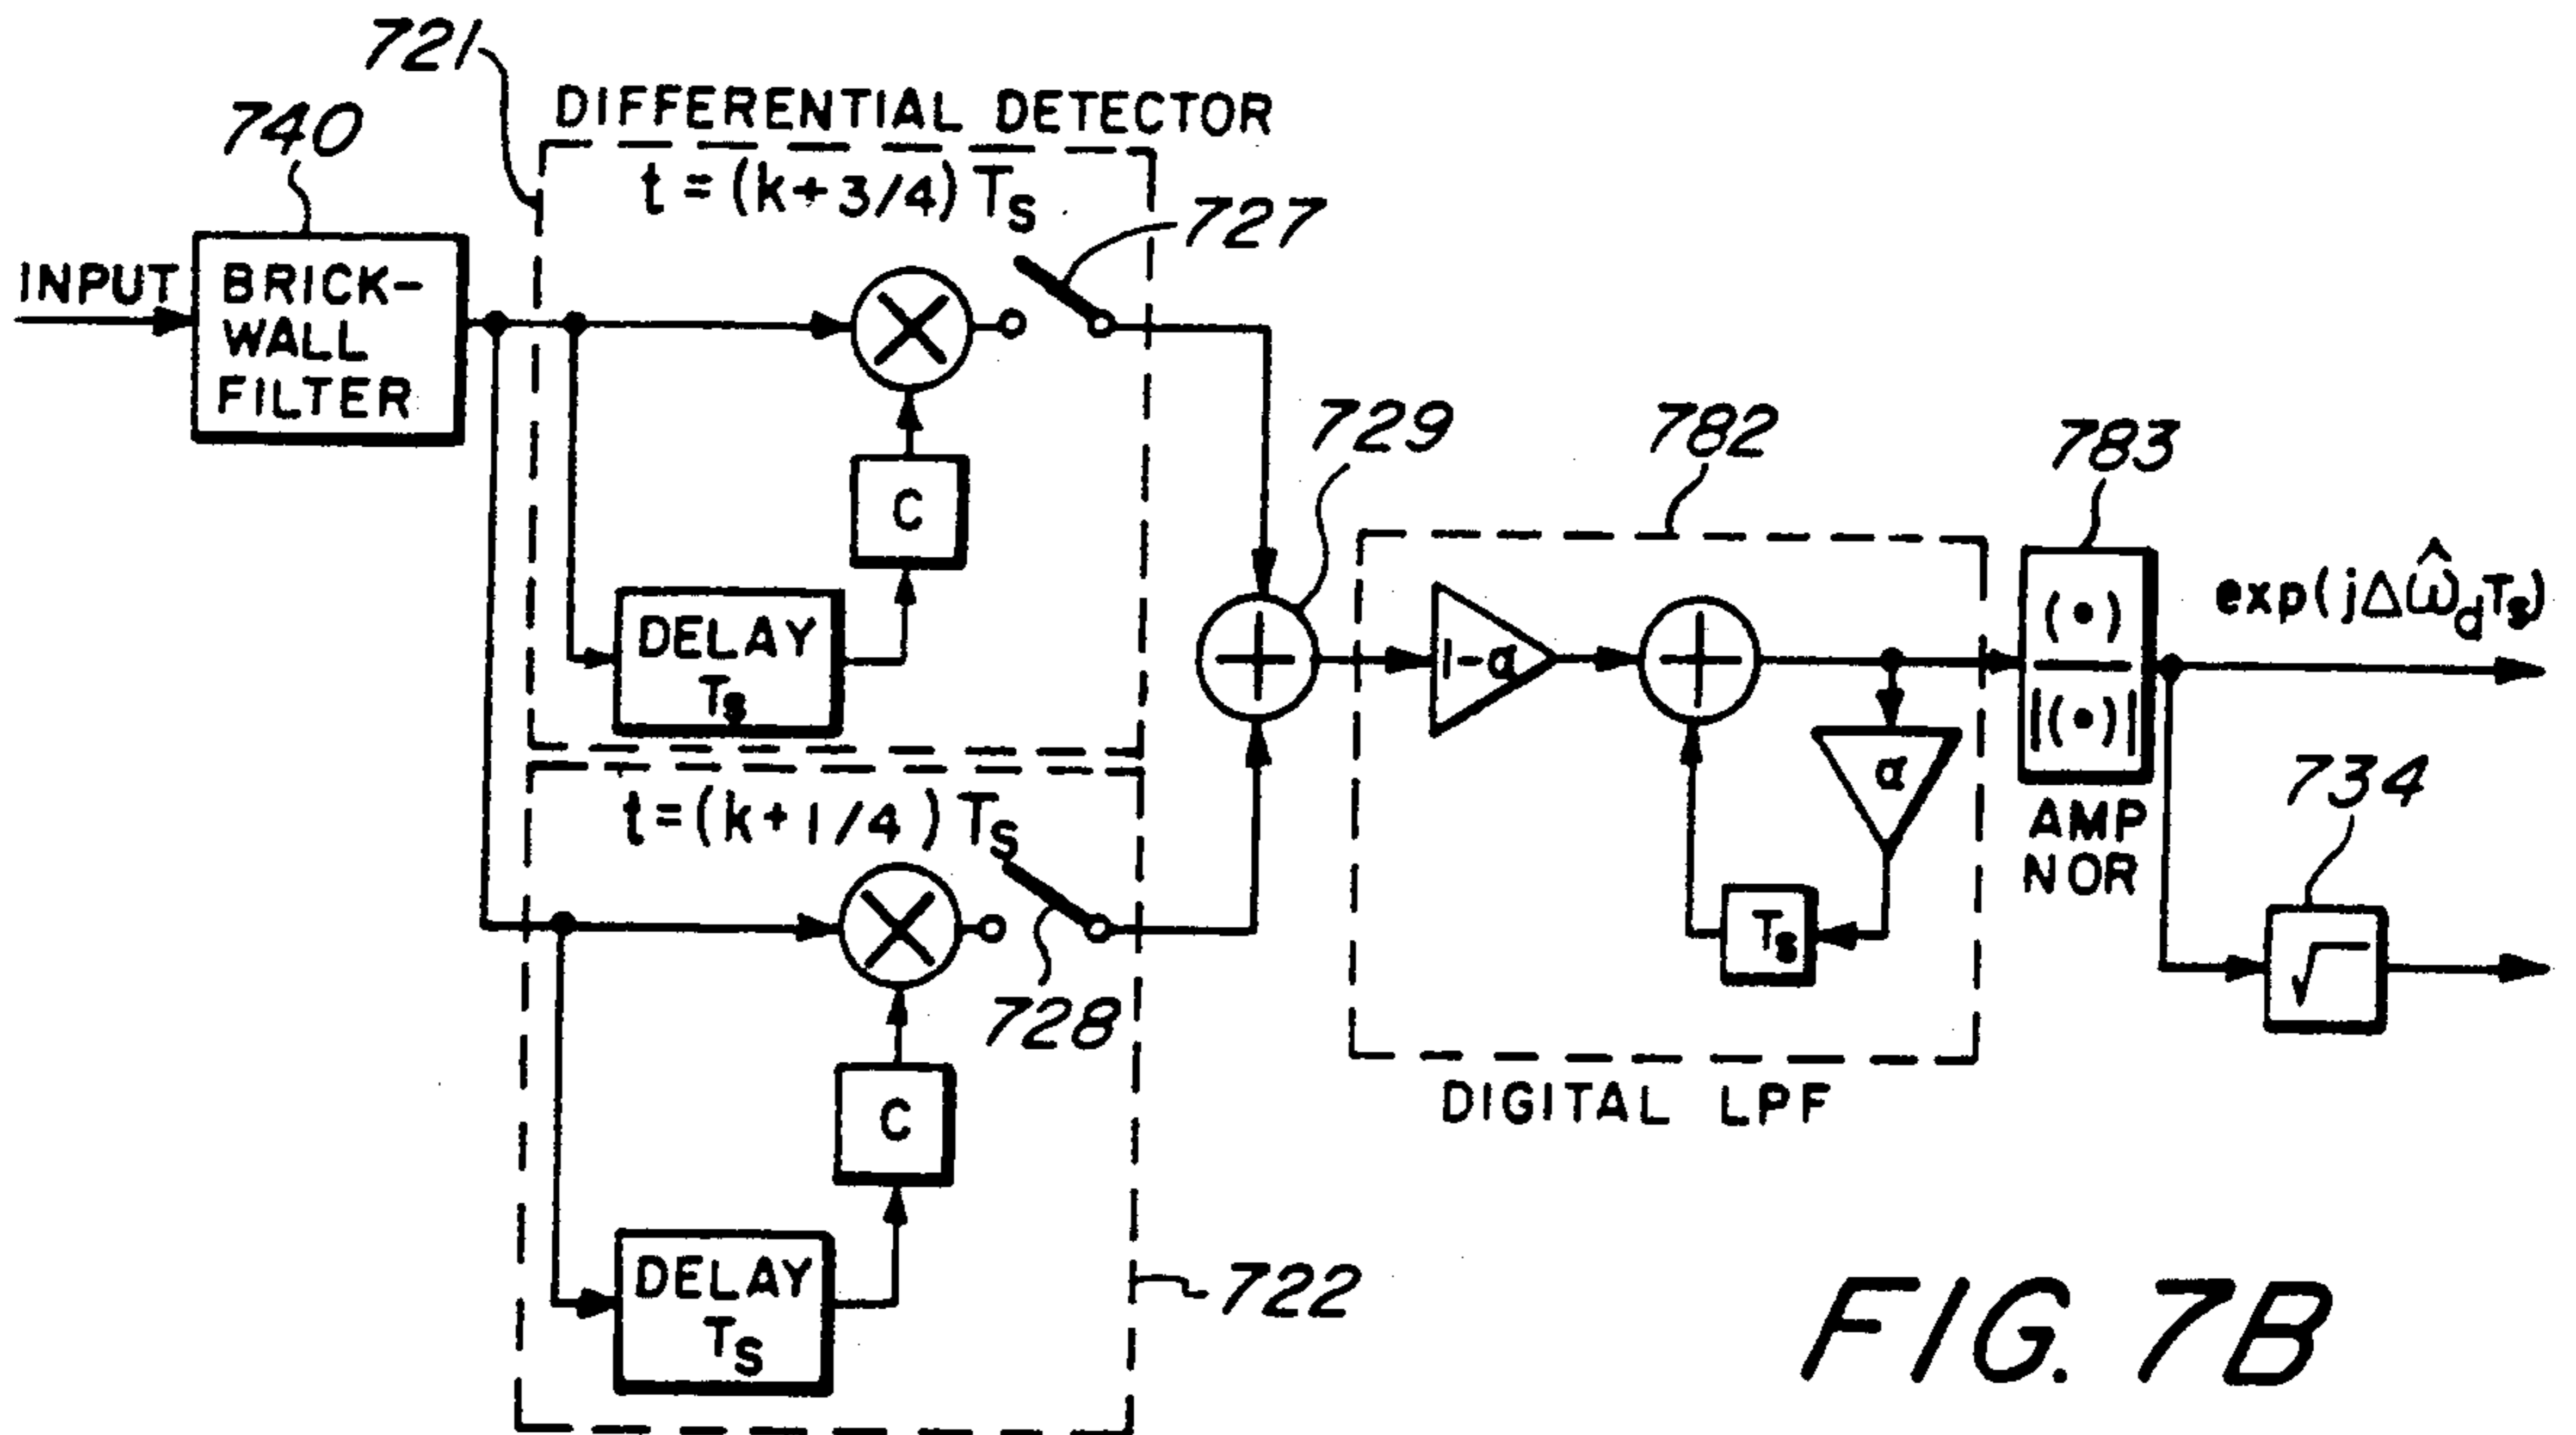 721
740
DIFFERENTIAL DETECTOR
t = (k+3/4) Ts
727
INPUT
BRICK-
WALL
FILTER
C
DELAY
Ts
729
782
783
1-α
+
α
Ts
(•)
|(•)|
AMP
NOR
exp(jΔω̂dTs)
734
√
t=(k+1/4) Ts
728
C
DELAY
Ts
722
DIGITAL LPF
FIG. 7B